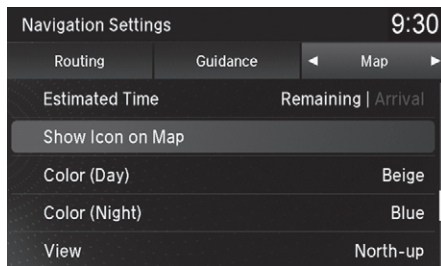 Navigation Settings 9:30
Routing Guidance Map
Estimated Time Remaining | Arrival
Show Icon on Map
Color (Day) Beige
Color (Night) Blue
View North-up